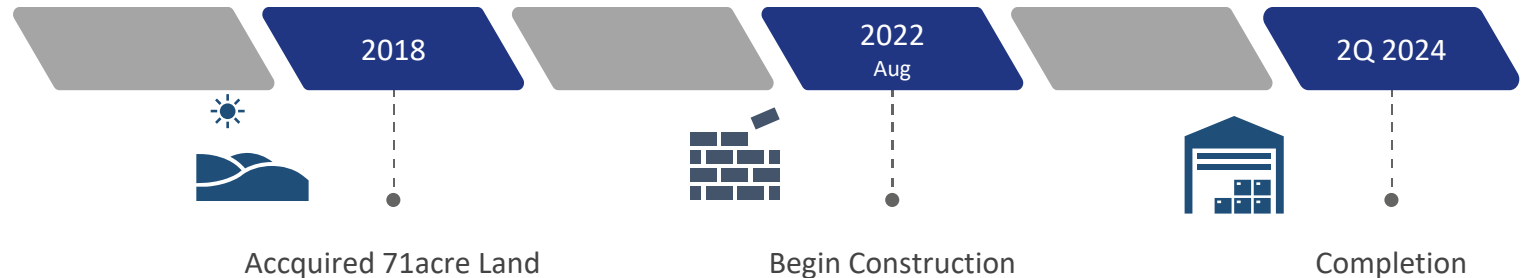 2018
2022
Aug
2Q 2024
Accquired 71acre Land
Begin Construction
Completion